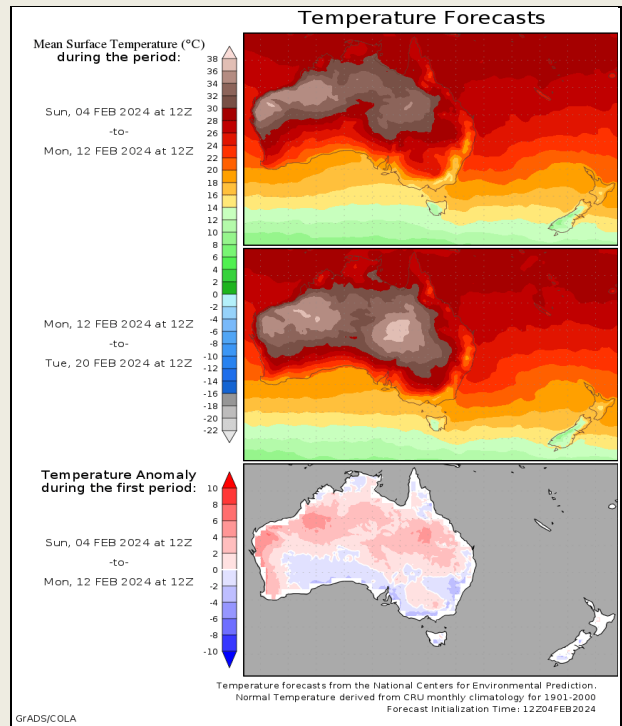 Temperature Forecasts
Mean Surface Temperature (°C)
during the period:
Sun, 04 FEB 2024 at 12Z
-to-
Mon, 12 FEB 2024 at 12Z
38
36
34
32
30
28
26
24
22
20
18
16
14
12
10
8
6
4
2
0
-2
-4
-6
-8
-10
-12
-14
-16
-18
-20
-22
Mon, 12 FEB 2024 at 12Z
-to-
Tue, 20 FEB 2024 at 12Z
Temperature Anomaly
during the first period:
Sun, 04 FEB 2024 at 12Z
-to-
Mon, 12 FEB 2024 at 12Z
10
8
6
4
2
0
-2
-4
-6
-8
-10
Temperature forecasts from the National Centers for Environmental Prediction.
Normal Temperature derived from CRU monthly climatology for 1901-2000
Forecast Initialization Time: 12Z04FEB2024
GrADS/COLA